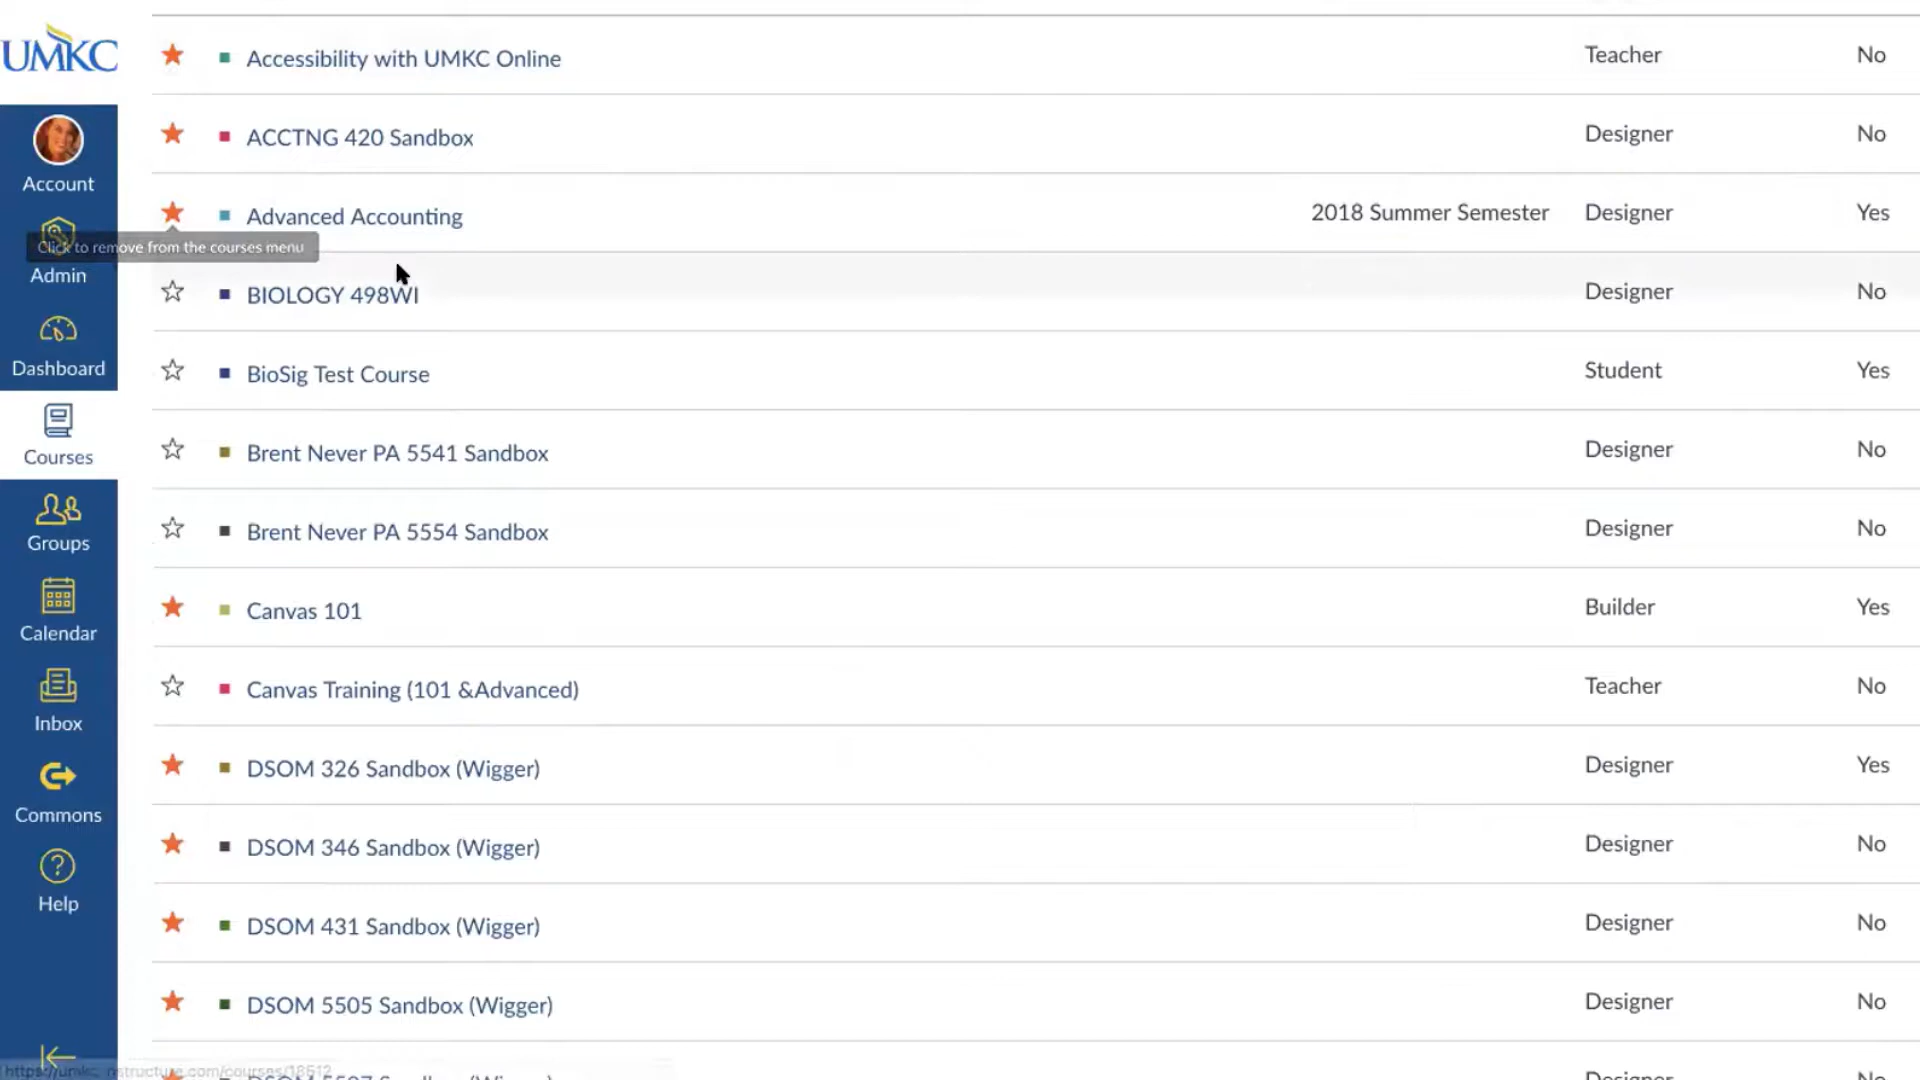 UMKC
Account
Admin
Dashboard
Courses
Groups
Calendar
Inbox
Commons
Help
Accessibility with UMKC Online Teacher No
ACCTNG 420 Sandbox Designer No
Advanced Accounting 2018 Summer Semester Designer Yes
Click to remove from the courses menu
BIOLOGY 498WI Designer No
BioSig Test Course Student Yes
Brent Never PA 5541 Sandbox Designer No
Brent Never PA 5554 Sandbox Designer No
Canvas 101 Builder Yes
Canvas Training (101 &Advanced) Teacher No
DSOM 326 Sandbox (Wigger) Designer Yes
DSOM 346 Sandbox (Wigger) Designer No
DSOM 431 Sandbox (Wigger) Designer No
DSOM 5505 Sandbox (Wigger) Designer No